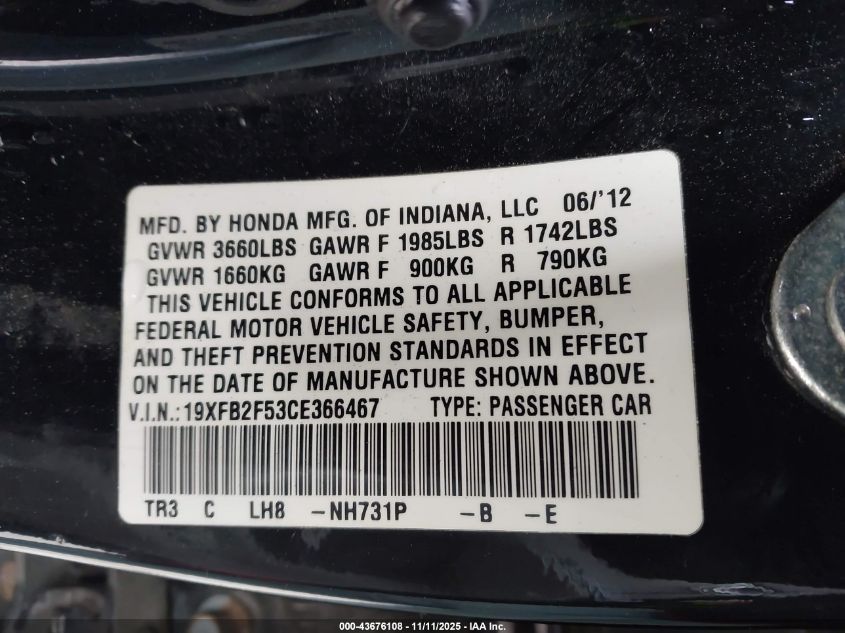 MFD. BY HONDA MFG. OF INDIANA, LLC 06/'12
GVWR 3660LBS GAWR F 1985LBS R 1742LBS
GVWR 1660KG GAWR F 900KG R 790KG
THIS VEHICLE CONFORMS TO ALL APPLICABLE
FEDERAL MOTOR VEHICLE SAFETY, BUMPER,
AND THEFT PREVENTION STANDARDS IN EFFECT
ON THE DATE OF MANUFACTURE SHOWN ABOVE.
V.I.N.:19XFB2F53CE366467 TYPE: PASSENGER CAR
TR3 C LH8 -NH731P -B -E
000-43676108 - 11/11/2025 - IAA Inc.